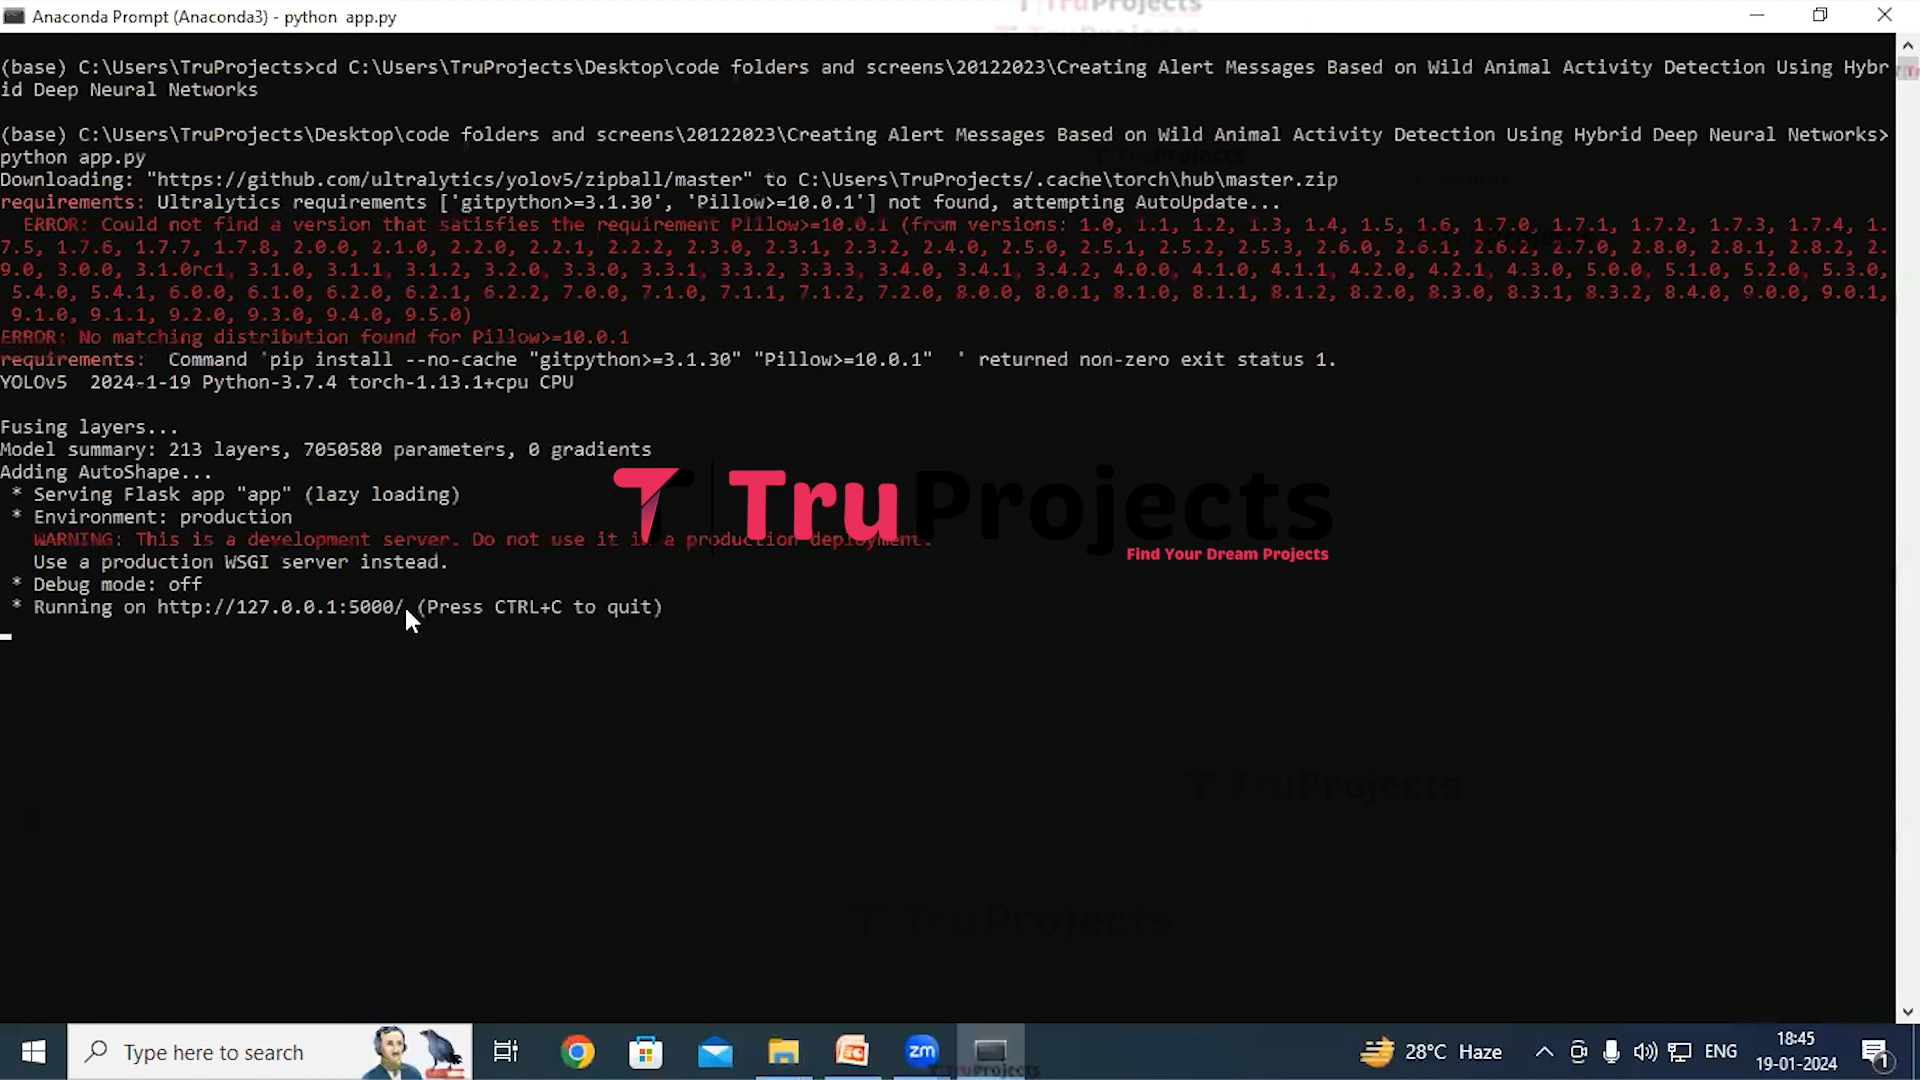 TruProjects
Anaconda Prompt (Anaconda3) - python  app.py
(base) C:\Users\TruProjects>cd C:\Users\TruProjects\Desktop\code folders and screens\20122023\Creating Alert Messages Based on Wild Animal Activity Detection Using Hybr
id Deep Neural Networks
(base) C:\Users\TruProjects\Desktop\code folders and screens\20122023\Creating Alert Messages Based on Wild Animal Activity Detection Using Hybrid Deep Neural Networks>
python app.py
Downloading: "https://github.com/ultralytics/yolov5/zipball/master" to C:\Users\TruProjects/.cache\torch\hub\master.zip
requirements: Ultralytics requirements ['gitpython>=3.1.30', 'Pillow>=10.0.1'] not found, attempting AutoUpdate...
ERROR: Could not find a version that satisfies the requirement Pillow>=10.0.1 (from versions: 1.0, 1.1, 1.2, 1.3, 1.4, 1.5, 1.6, 1.7.0, 1.7.1, 1.7.2, 1.7.3, 1.7.4, 1.
7.5, 1.7.6, 1.7.7, 1.7.8, 2.0.0, 2.1.0, 2.2.0, 2.2.1, 2.2.2, 2.3.0, 2.3.1, 2.3.2, 2.4.0, 2.5.0, 2.5.1, 2.5.2, 2.5.3, 2.6.0, 2.6.1, 2.6.2, 2.7.0, 2.8.0, 2.8.1, 2.8.2, 2.
9.0, 3.0.0, 3.1.0rc1, 3.1.0, 3.1.1, 3.1.2, 3.2.0, 3.3.0, 3.3.1, 3.3.2, 3.3.3, 3.4.0, 3.4.1, 3.4.2, 4.0.0, 4.1.0, 4.1.1, 4.2.0, 4.2.1, 4.3.0, 5.0.0, 5.1.0, 5.2.0, 5.3.0,
5.4.0, 5.4.1, 6.0.0, 6.1.0, 6.2.0, 6.2.1, 6.2.2, 7.0.0, 7.1.0, 7.1.1, 7.1.2, 7.2.0, 8.0.0, 8.0.1, 8.1.0, 8.1.1, 8.1.2, 8.2.0, 8.3.0, 8.3.1, 8.3.2, 8.4.0, 9.0.0, 9.0.1,
9.1.0, 9.1.1, 9.2.0, 9.3.0, 9.4.0, 9.5.0)
ERROR: No matching distribution found for Pillow>=10.0.1
requirements:  Command 'pip install --no-cache "gitpython>=3.1.30" "Pillow>=10.0.1"  ' returned non-zero exit status 1.
YOLOv5  2024-1-19 Python-3.7.4 torch-1.13.1+cpu CPU
Fusing layers...
Model summary: 213 layers, 7050580 parameters, 0 gradients
Adding AutoShape...
* Serving Flask app "app" (lazy loading)
* Environment: production
WARNING: This is a development server. Do not use it in a production deployment.
Use a production WSGI server instead.
* Debug mode: off
* Running on http://127.0.0.1:5000/ (Press CTRL+C to quit)
TruProjects
Find Your Dream Projects
TruProjects
TruProjects
Type here to search
zm
28°C Haze
ENG
18:45
19-01-2024
1
TruProjects